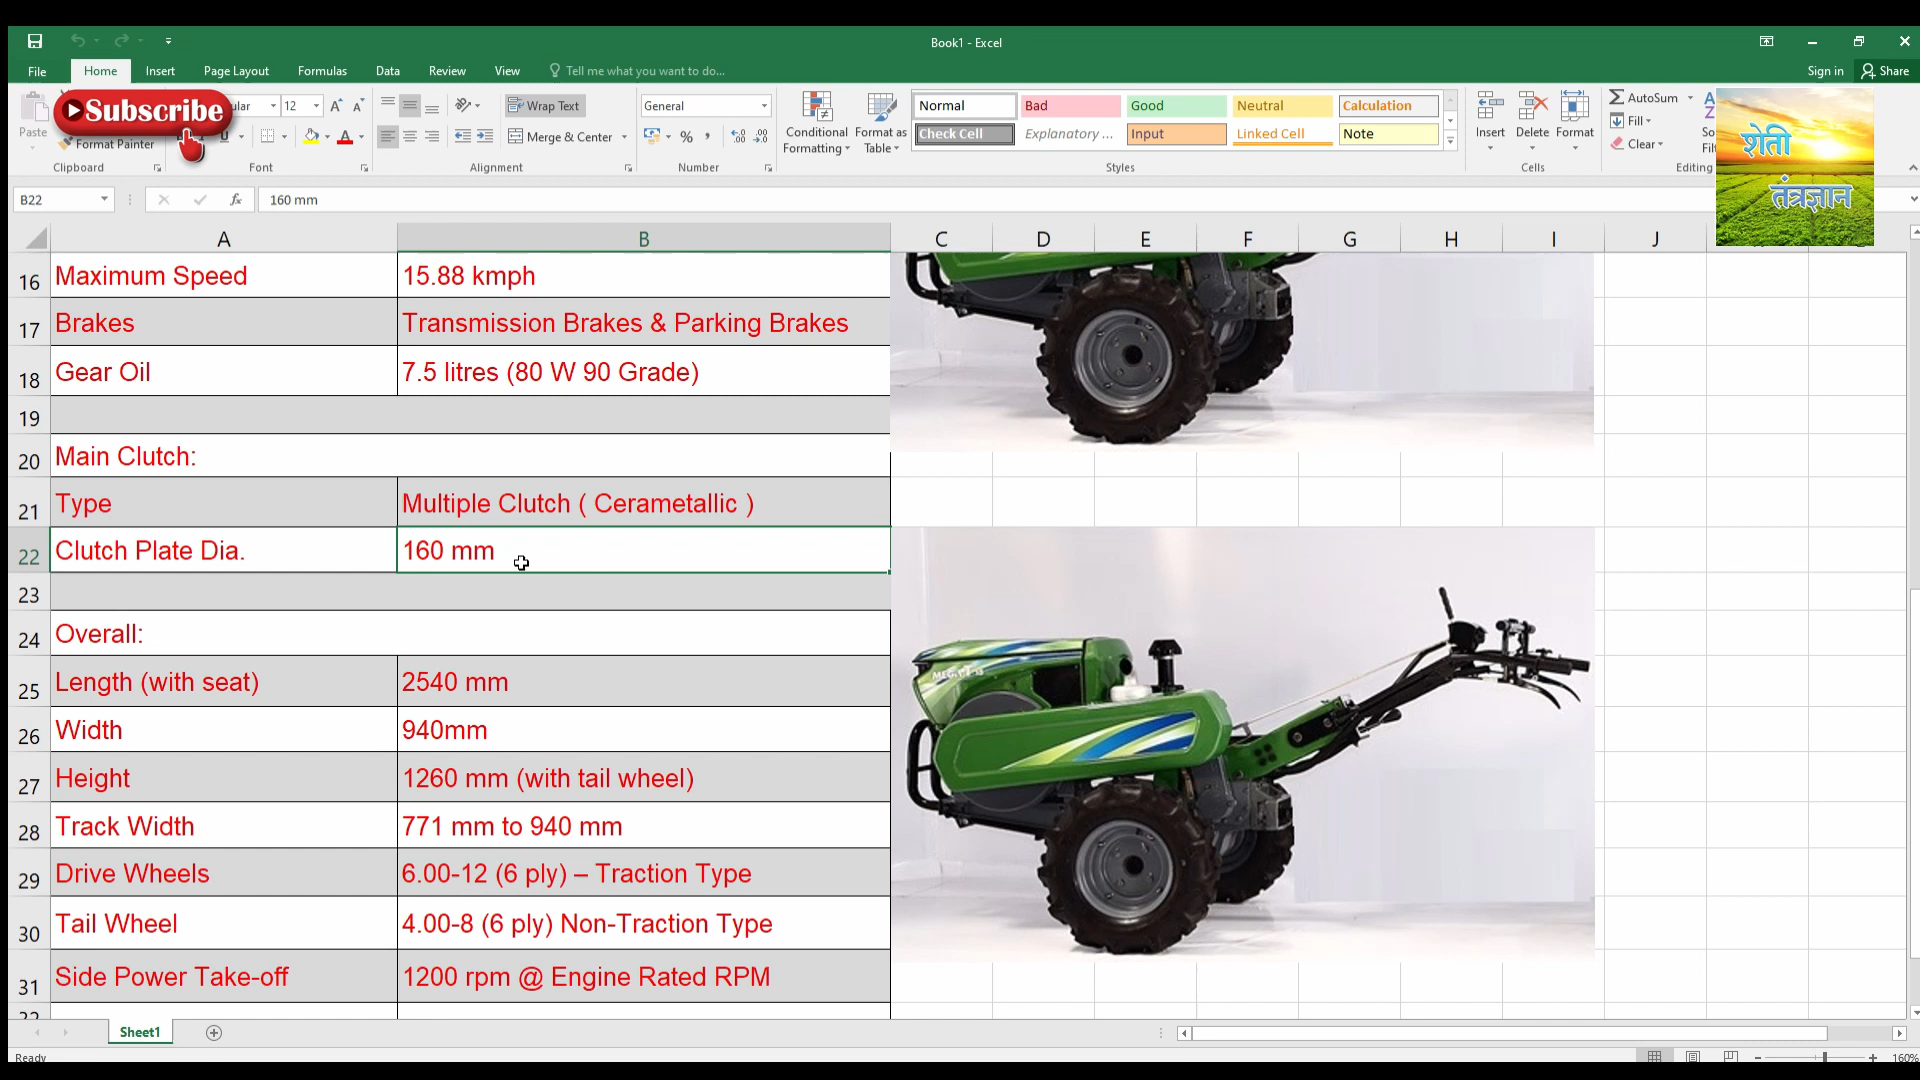 Book1 - Excel
File Home Insert Page Layout Formulas Data Review View Tell me what you want to do... Sign in Share
Subscribe
Paste
Format Painter
Clipboard
12
Font
Wrap Text
Merge & Center
Alignment
General
Number
Conditional Formatting
Format as Table
Normal Bad Good Neutral Calculation
Check Cell Explanatory ... Input Linked Cell Note
Styles
Insert Delete Format
Cells
AutoSum
Fill
Clear
Editing
शेती
तंत्रज्ञान
B22 fx 160 mm
A B C D E F G H I J
16 Maximum Speed 15.88 kmph
17 Brakes Transmission Brakes & Parking Brakes
18 Gear Oil 7.5 litres (80 W 90 Grade)
19
20 Main Clutch:
21 Type Multiple Clutch ( Cerametallic )
22 Clutch Plate Dia. 160 mm
23
24 Overall:
25 Length (with seat) 2540 mm
26 Width 940mm
27 Height 1260 mm (with tail wheel)
28 Track Width 771 mm to 940 mm
29 Drive Wheels 6.00-12 (6 ply) – Traction Type
30 Tail Wheel 4.00-8 (6 ply) Non-Traction Type
31 Side Power Take-off 1200 rpm @ Engine Rated RPM
Sheet1
Ready 160%